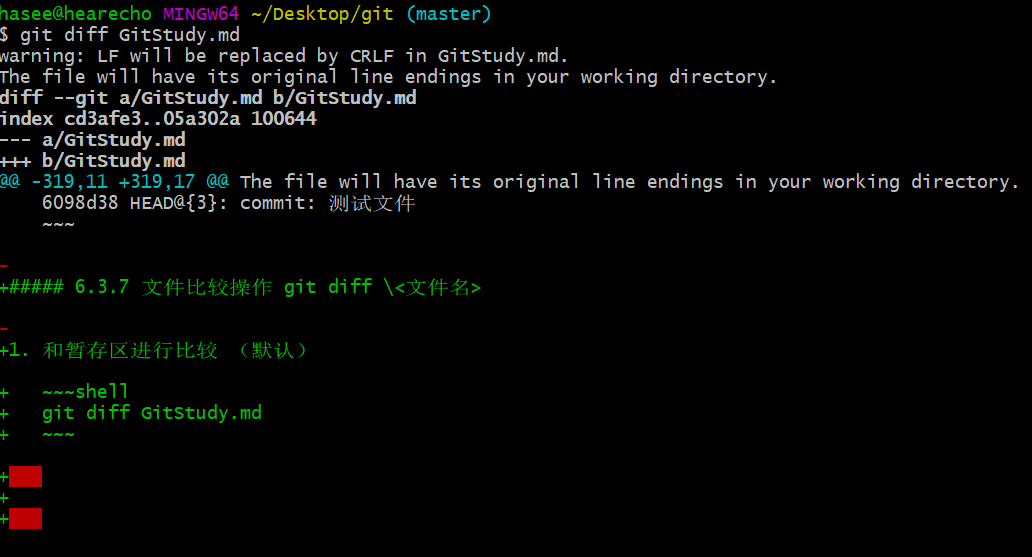 hasee@hearecho MINGW64 ~/Desktop/git (master)
$ git diff GitStudy.md
warning: LF will be replaced by CRLF in GitStudy.md.
The file will have its original line endings in your working directory.
diff --git a/GitStudy.md b/GitStudy.md
index cd3afe3..05a302a 100644
--- a/GitStudy.md
+++ b/GitStudy.md
@@ -319,11 +319,17 @@ The file will have its original line endings in your working directory.
    6098d38 HEAD@{3}: commit: 测试文件
    ~~~

-
+##### 6.3.7 文件比较操作 git diff \<文件名>

-
+1. 和暂存区进行比较 （默认）

+   ~~~shell
+   git diff GitStudy.md
+   ~~~

+
+
+